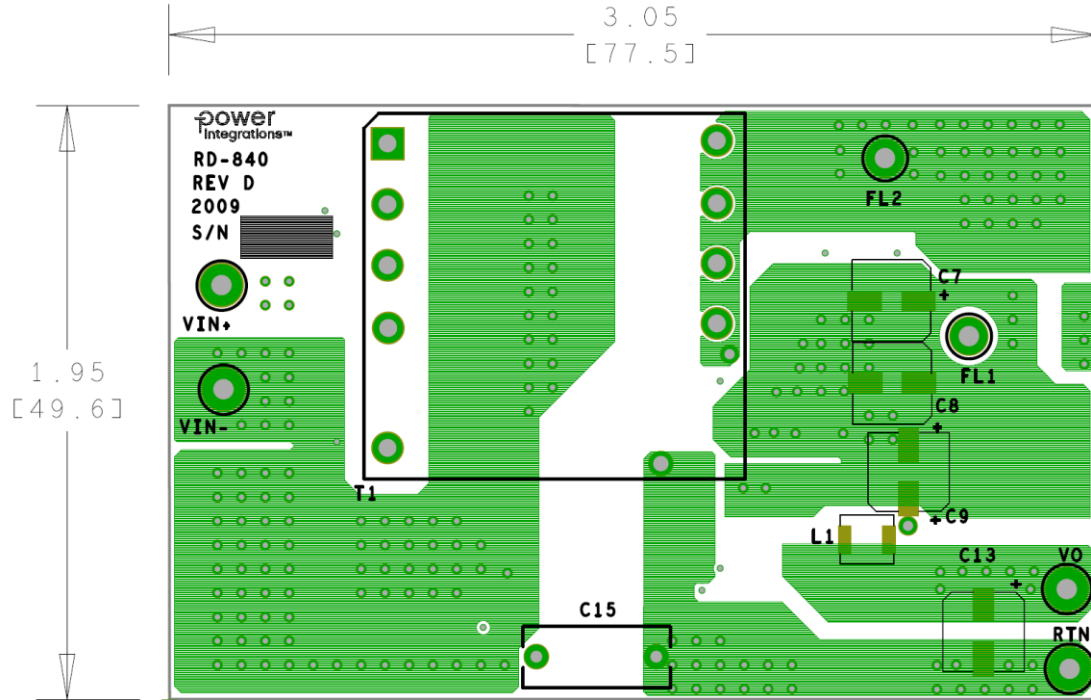 3.05
[77.5]
power
integrations™
RD-840
REV D
2009
S/N
FL2
C7
+
VIN+
1.95
[49.6]
FL1
VIN-
C8
+
T1
+C9
L1
C13
VO
+
C15
RTN